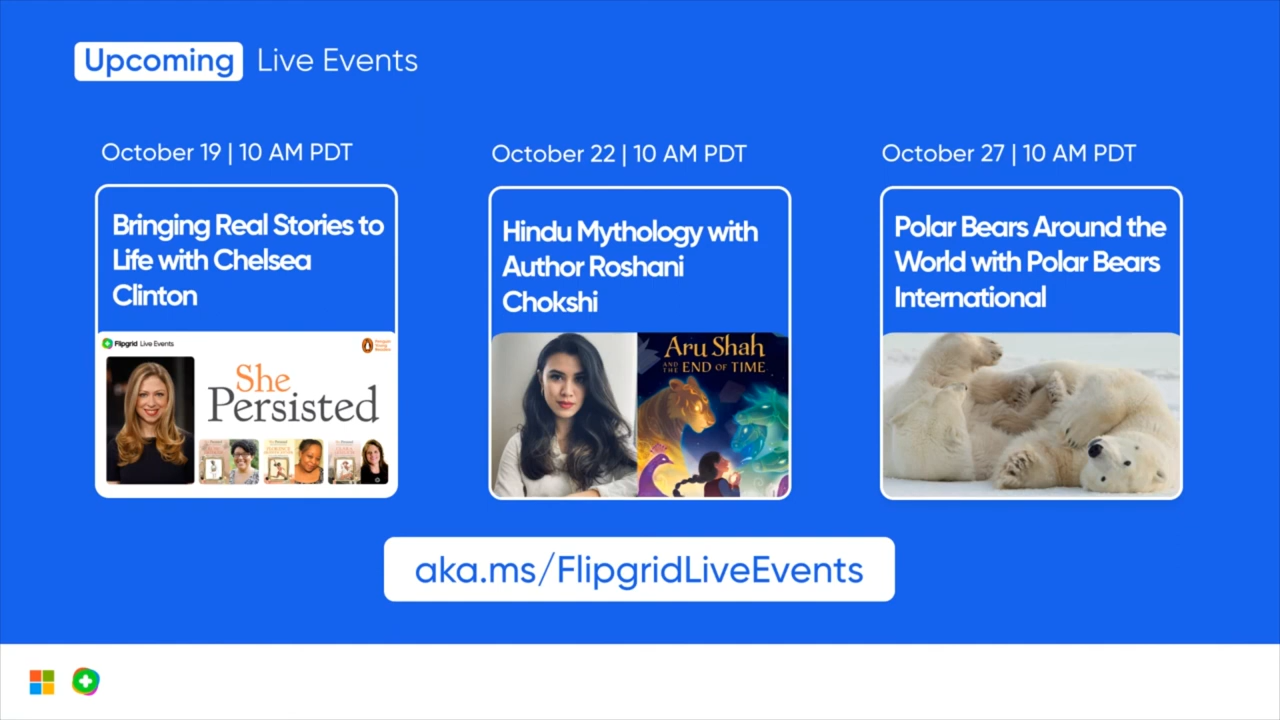 Upcoming Live Events
October 19 | 10 AM PDT
Bringing Real Stories to
Life with Chelsea
Clinton
Flipgrid Live Events
She
Persisted
October 22 | 10 AM PDT
Hindu Mythology with
Author Roshani
Chokshi
Aru Shah
AND THE END OF TIME
October 27 | 10 AM PDT
Polar Bears Around the
World with Polar Bears
International
aka.ms/FlipgridLiveEvents